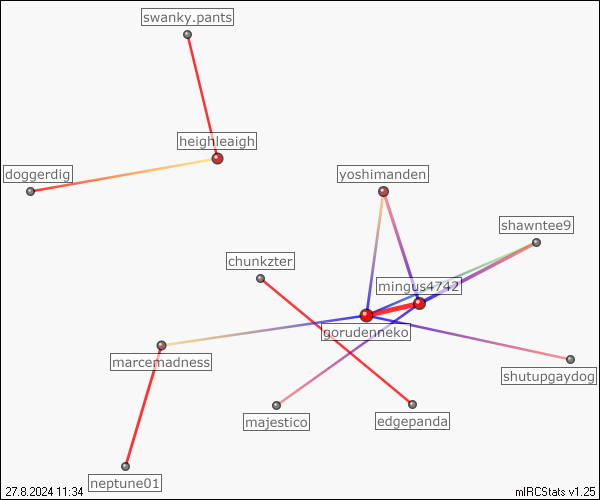 swanky.pants
heighleaigh
doggerdig
yoshimanden
shawntee9
chunkzter
mingus4742
gorudenneko
marcemadness
shutupgaydog
majestico
edgepanda
neptune01
27.8.2024 11:34
mIRCStats v1.25